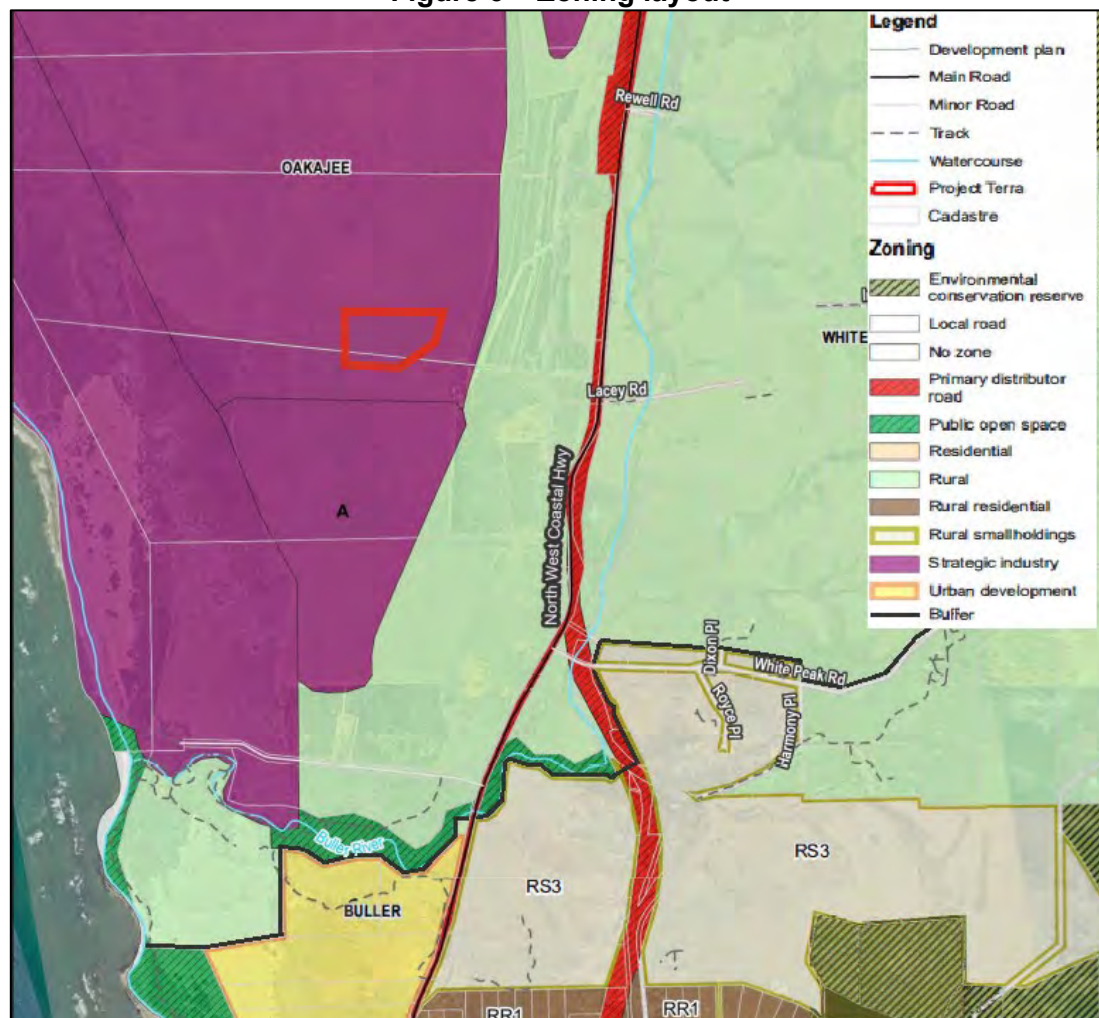 Legend
Development plan
Main Road
Minor Road
Track
Watercourse
Project Terra
Cadastre
Zoning
Environmental
conservation reserve
Local road
No zone
Primary distributor
road
Public open space
Residential
Rural
Rural residential
Rural smallholdings
Strategic industry
Urban development
Buffer
Rewell Rd
OAKAJEE
WHITE
Lacey Rd
A
North West Coastal Hwy
Dixon Pl
White Peak Rd
Royce Pl
Harmony Pl
Buller River
RS3
RS3
BULLER
RR1
RR1